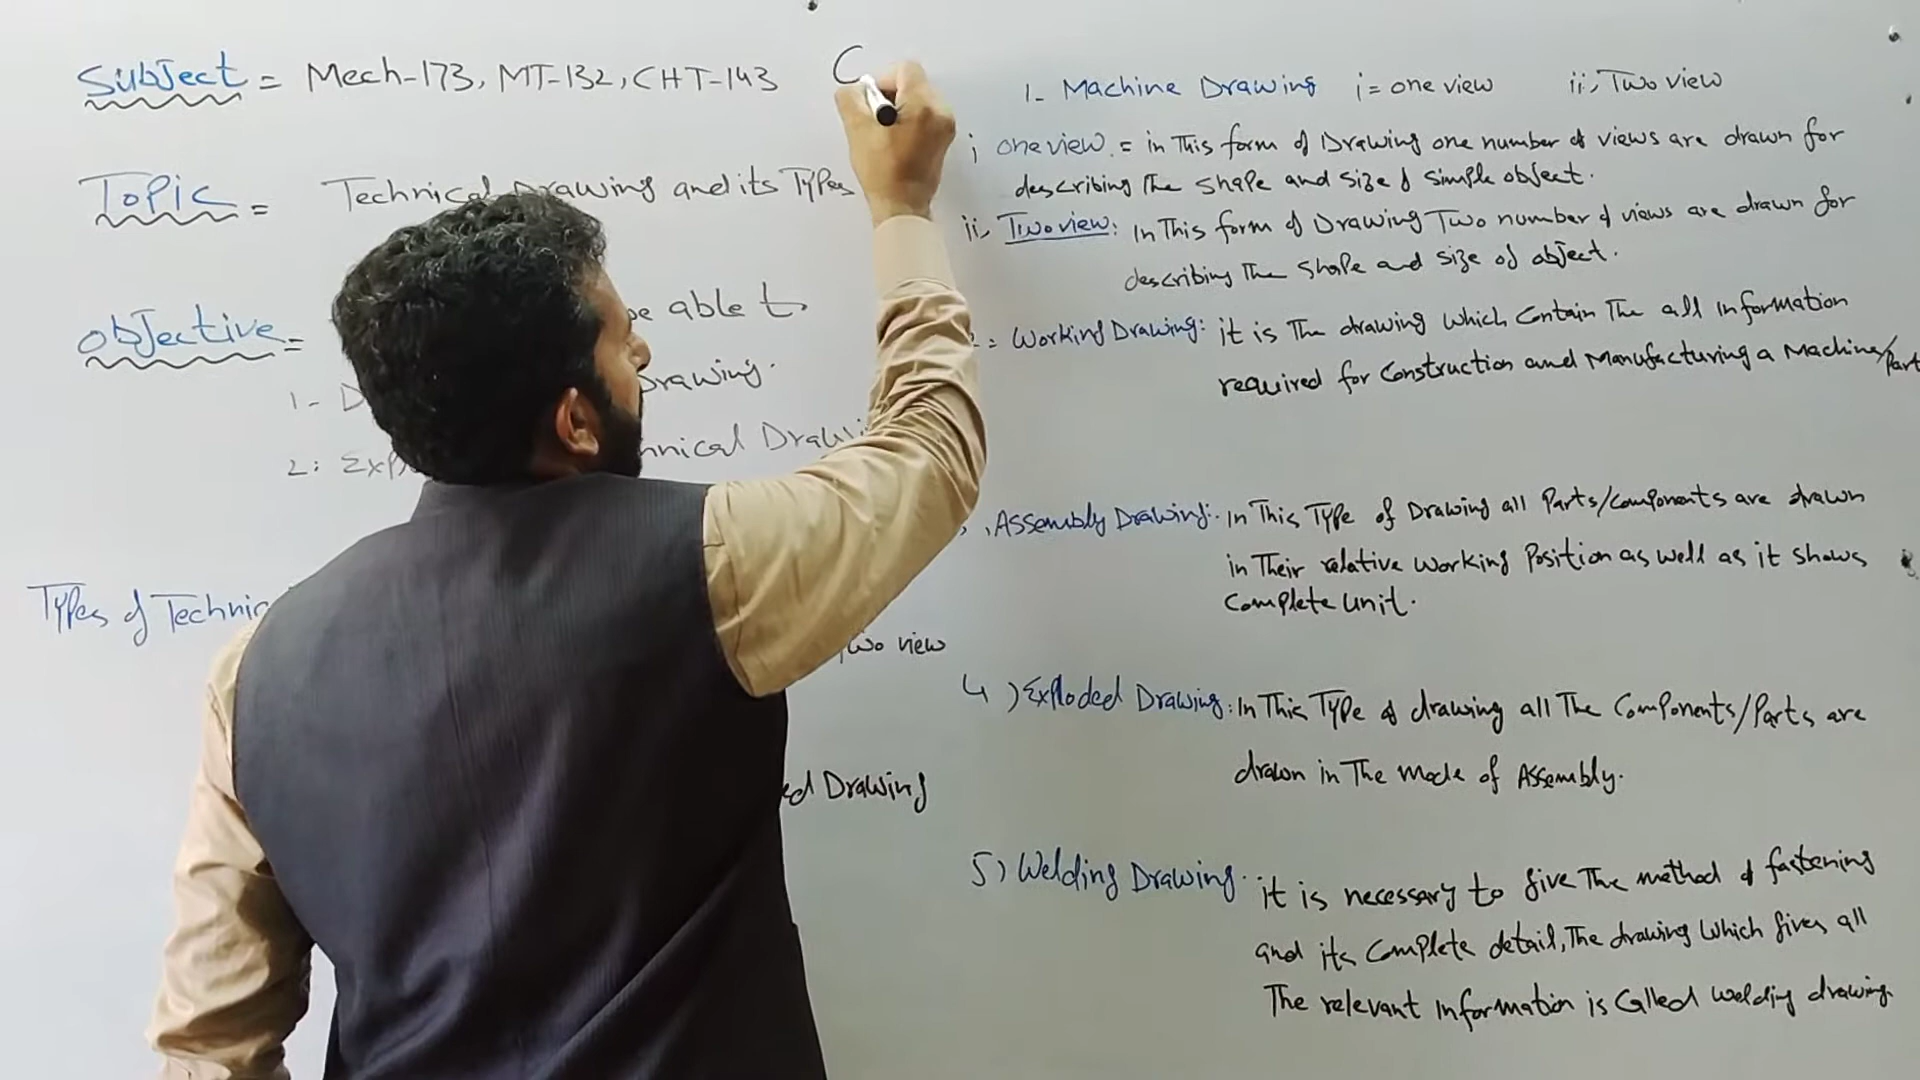 Subject = Mech-173, MT-132, CHT-143 C
Topic = Technical Drawing and its Types
Objective = be able to
1- D Drawing.
2: Exp hnical Drawi
Types of Technic
Two view
ed Drawing
1- Machine Drawing i = one view ii, Two view
i one view. = in This form of Drawing one number of views are drawn for
describing The shape and size of simple object.
ii, Two view: in This form of Drawing Two number of views are drawn for
describing The shape and size of object.
2 = Working Drawing: it is The drawing which contain The all information
required for construction and Manufacturing a Machine/Part
, Assembly Drawing:- in This Type of Drawing all Parts/components are drawn
in Their relative working Position as well as it shows
complete unit.
4) Exploded Drawing: in This Type of drawing all The Components/Parts are
drawn in The mode of Assembly.
5) Welding Drawing. it is necessary to give The method of fastening
and its complete detail, The drawing which gives all
The relevant information is Called welding drawing.